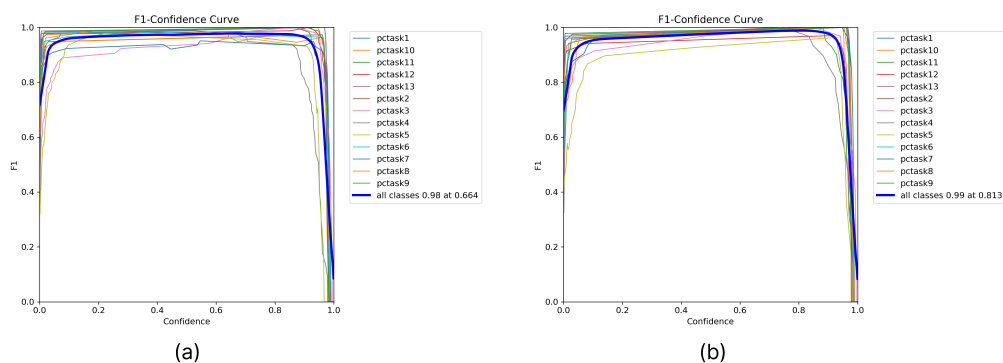 F1-Confidence Curve
1.0
0.8
0.6
0.4
0.2
0.0
F1
0.0 0.2 0.4 0.6 0.8 1.0
Confidence
pctask1
pctask10
pctask11
pctask12
pctask13
pctask2
pctask3
pctask4
pctask5
pctask6
pctask7
pctask8
pctask9
all classes 0.98 at 0.664
(a)
F1-Confidence Curve
1.0
0.8
0.6
0.4
0.2
0.0
F1
0.0 0.2 0.4 0.6 0.8 1.0
Confidence
pctask1
pctask10
pctask11
pctask12
pctask13
pctask2
pctask3
pctask4
pctask5
pctask6
pctask7
pctask8
pctask9
all classes 0.99 at 0.813
(b)